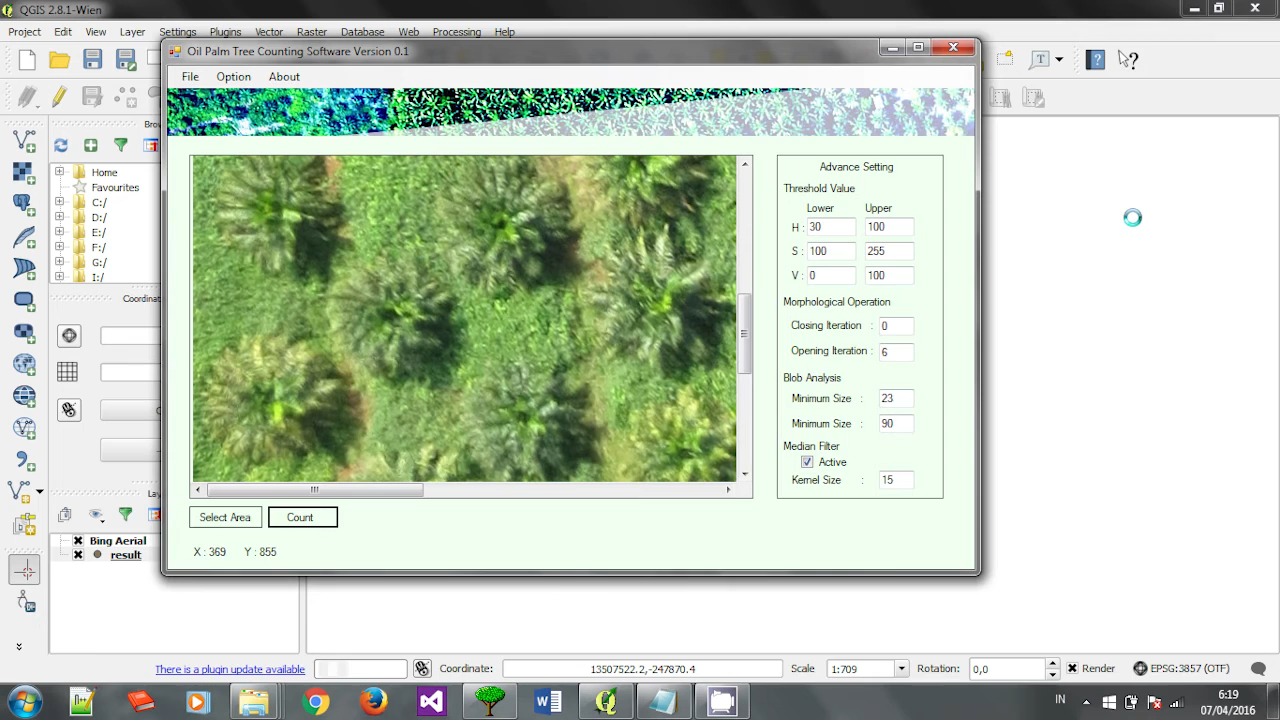 QGIS 2.8.1-Wien
Project Edit View Layer Settings Plugins Vector Raster Database Web Processing Help
Oil Palm Tree Counting Software Version 0.1
File Option About
Advance Setting
Threshold Value
Lower Upper
H : 30 100
S : 100 255
V : 0 100
Morphological Operation
Closing Iteration : 0
Opening Iteration : 6
Blob Analysis
Minimum Size : 23
Minimum Size : 90
Median Filter
Active
Kernel Size : 15
Select Area Count
X : 369 Y : 855
T
Home
Favourites
C:/
D:/
E:/
F:/
G:/
I:/
Bing Aerial
result
There is a plugin update available
Coordinate: 13507522.2,-247870.4
Scale 1:709
Rotation: 0,0
Render
EPSG:3857 (OTF)
IN
6:19
07/04/2016